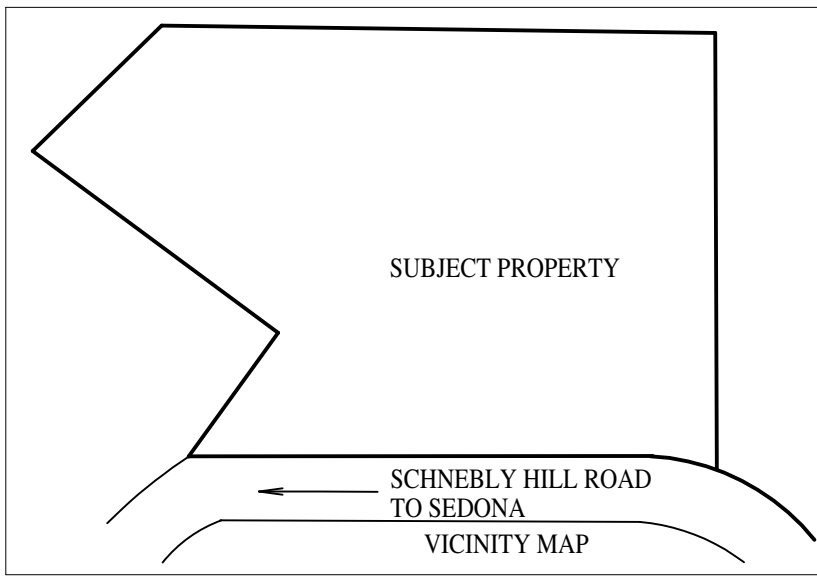 SUBJECT PROPERTY
SCHNEBLY HILL ROAD
TO SEDONA
VICINITY MAP